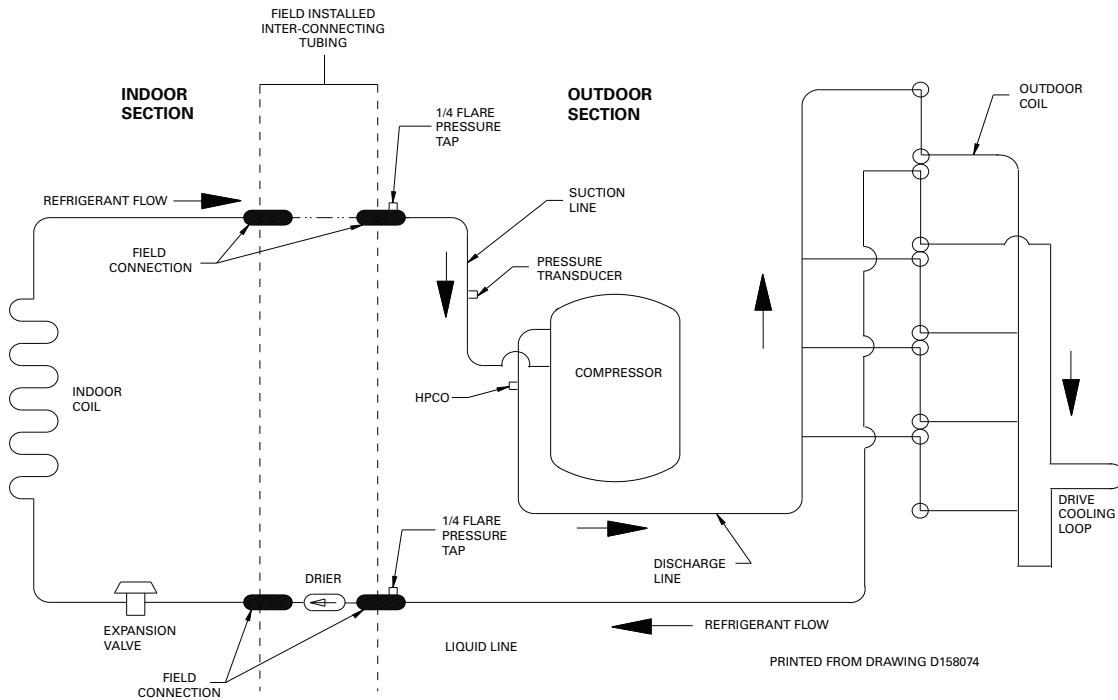 FIELD INSTALLED
INTER-CONNECTING
TUBING
INDOOR
SECTION
1/4 FLARE
PRESSURE
TAP
OUTDOOR
SECTION
OUTDOOR
COIL
REFRIGERANT FLOW
SUCTION
LINE
FIELD
CONNECTION
PRESSURE
TRANSDUCER
COMPRESSOR
HPCO
INDOOR
COIL
1/4 FLARE
PRESSURE
TAP
DRIVE
COOLING
LOOP
DISCHARGE
LINE
DRIER
EXPANSION
VALVE
REFRIGERANT FLOW
LIQUID LINE
FIELD
CONNECTION
PRINTED FROM DRAWING D158074